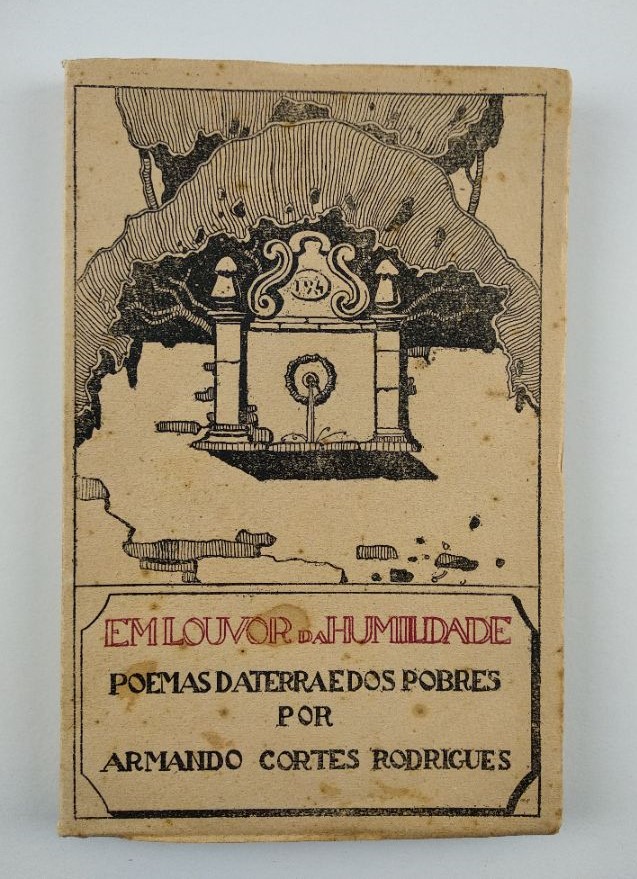 EM LOUVOR DA HUMILDADE
POEMAS DA TERRA E DOS POBRES
POR
ARMANDO CORTES RODRIGUES